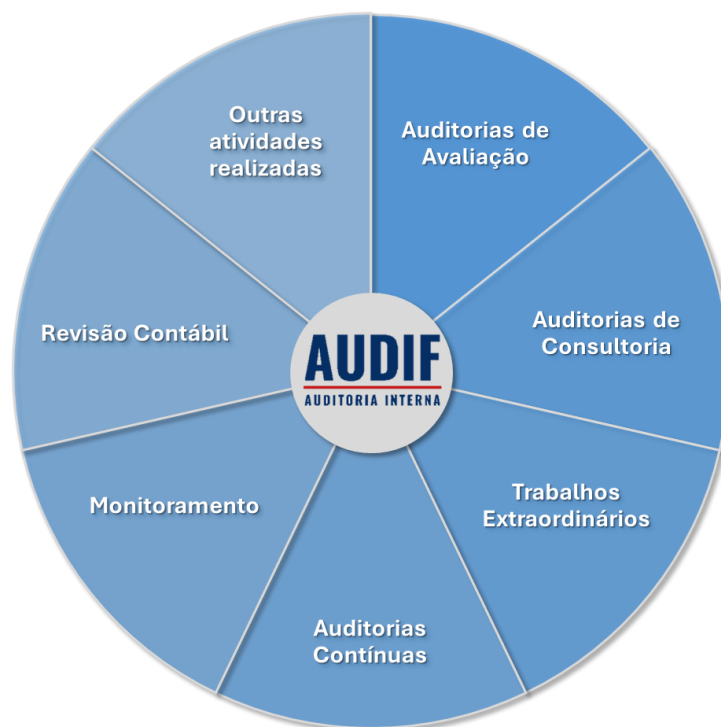 Outras
atividades
realizadas
Auditorias de
Avaliação
Auditorias de
Consultoria
Trabalhos
Extraordinários
Auditorias
Contínuas
Monitoramento
Revisão Contábil
AUDIF
AUDITORIA INTERNA